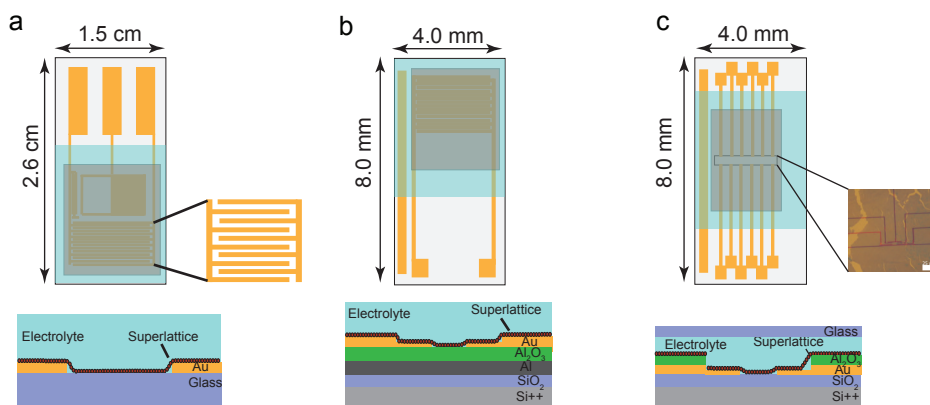 a
1.5 cm
2.6 cm
b
4.0 mm
8.0 mm
c
4.0 mm
8.0 mm
Electrolyte
Superlattice
Au
Glass
Electrolyte
Superlattice
Au
Al₂O₃
Al
SiO₂
Si++
Glass
Electrolyte
Superlattice
Al₂O₃
Au
SiO₂
Si++